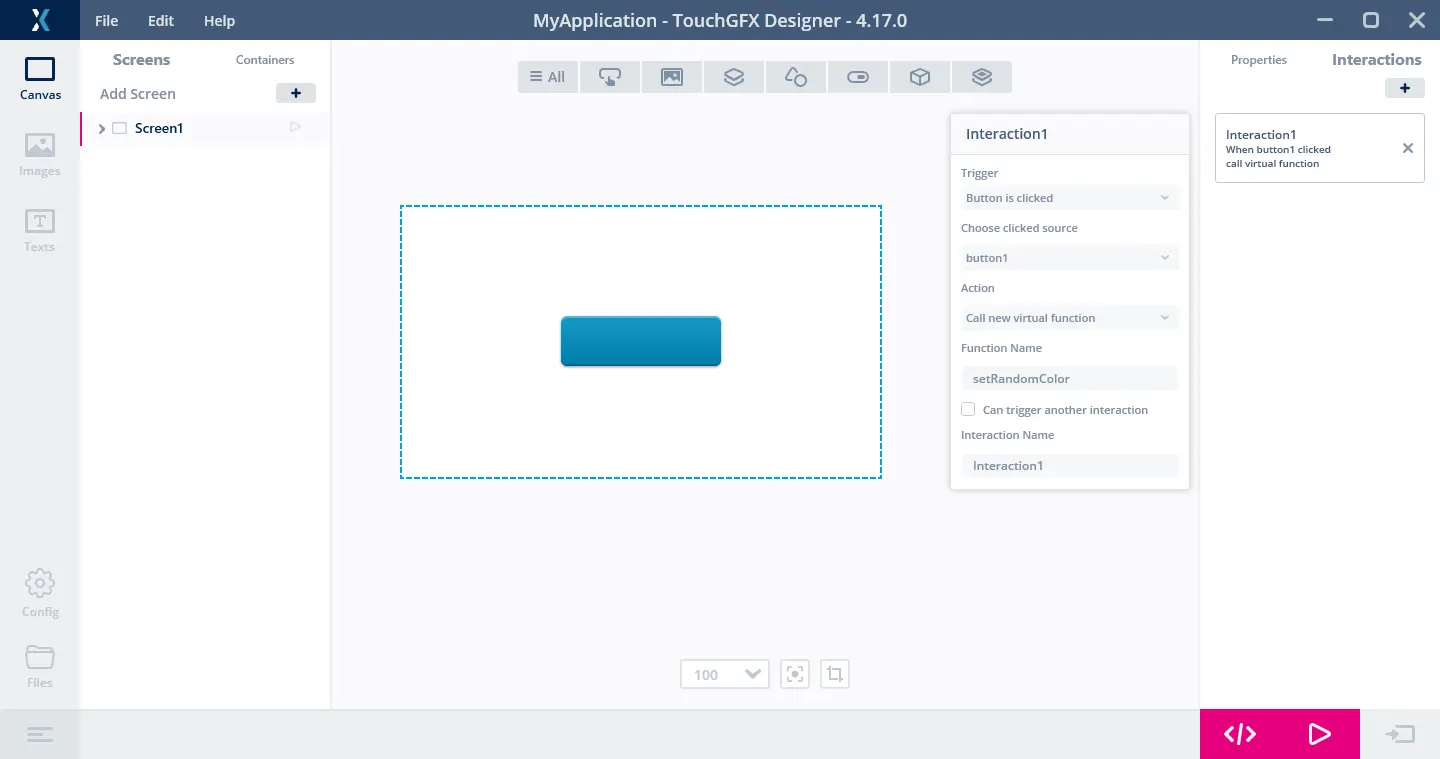 File Edit Help
MyApplication - TouchGFX Designer - 4.17.0
Canvas
Images
Texts
Config
Files
Screens Containers
Add Screen
Screen1
All
100
Interaction1
Trigger
Button is clicked
Choose clicked source
button1
Action
Call new virtual function
Function Name
setRandomColor
Can trigger another interaction
Interaction Name
Interaction1
Properties Interactions
Interaction1
When button1 clicked
call virtual function